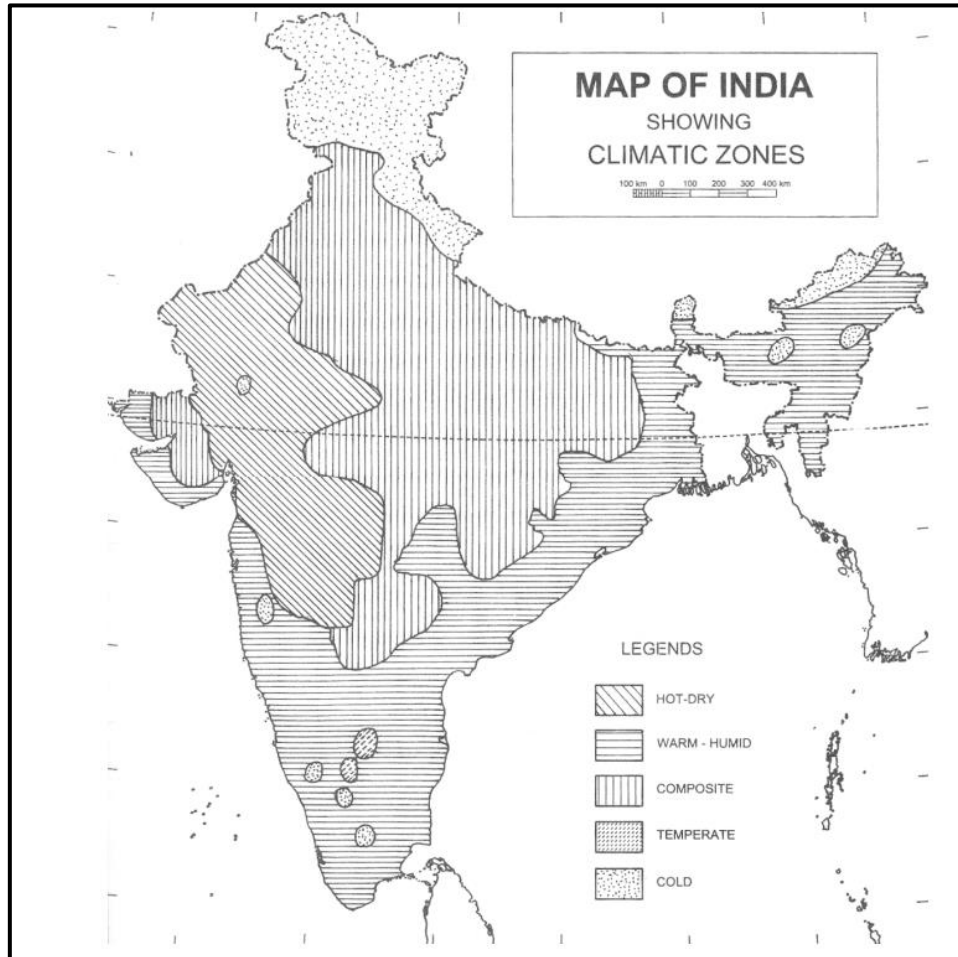 MAP OF INDIA
SHOWING
CLIMATIC ZONES
100 km 0 100 200 300 400 km
LEGENDS
HOT-DRY
WARM - HUMID
COMPOSITE
TEMPERATE
COLD